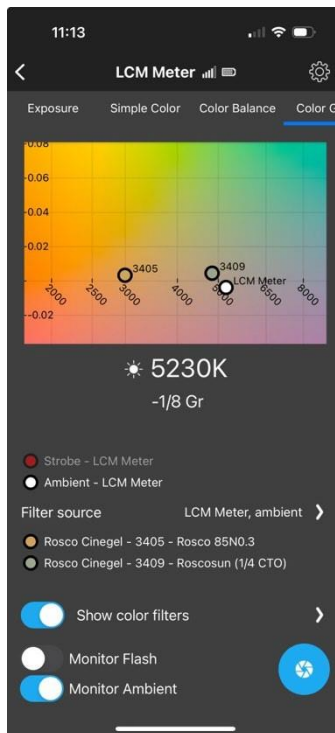 11:13
LCM Meter
Exposure Simple Color Color Balance Color G
0.08
-0.06
-0.04
-0.02
3405
3409
LCM Meter
2000 2500 3000 4000 5000 6500 8000
--0.02
5230K
-1/8 Gr
Strobe - LCM Meter
Ambient - LCM Meter
Filter source LCM Meter, ambient
Rosco Cinegel - 3405 - Rosco 85N0.3
Rosco Cinegel - 3409 - Roscosun (1/4 CTO)
Show color filters
Monitor Flash
Monitor Ambient